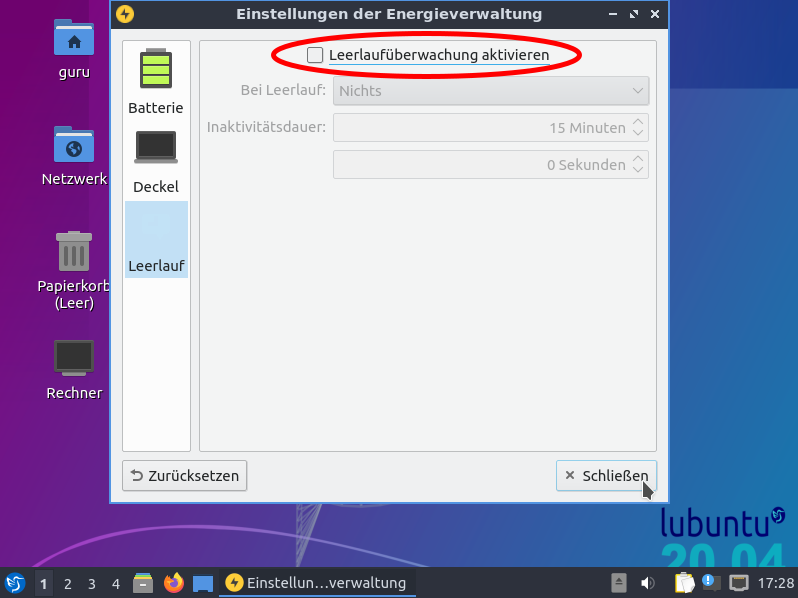 Einstellungen der Energieverwaltung
guru
Netzwerk
Papierkorb
(Leer)
Rechner
Batterie
Deckel
Leerlauf
Leerlaufüberwachung aktivieren
Bei Leerlauf:
Nichts
Inaktivitätsdauer:
15 Minuten
0 Sekunden
Zurücksetzen
Schließen
lubuntu
20.04
1 2 3 4
Einstellun...verwaltung
17:28